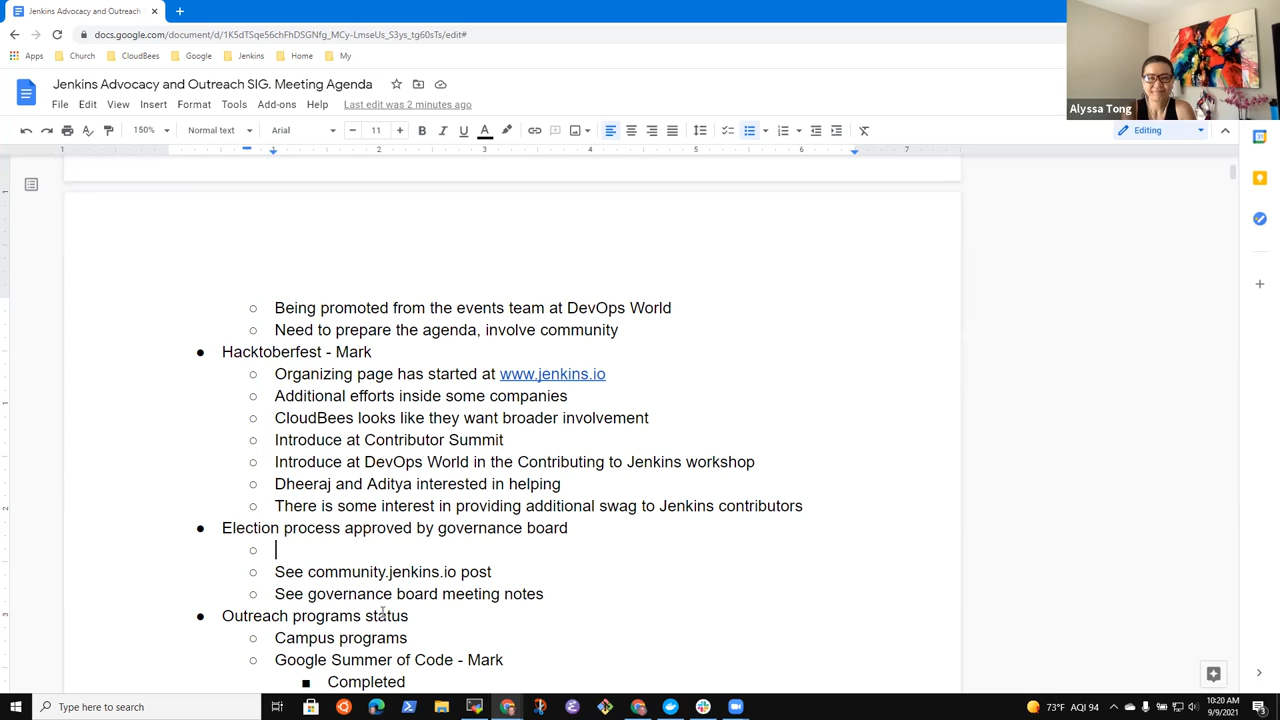 Jenkins Advocacy and Outreach
docs.google.com/document/d/1K5dTSqe56chFhDSGNfg_MCy-LmseUs_S3ys_tg60sTs/edit#
Apps Church CloudBees Google Jenkins Home My
Alyssa Tong
Jenkins Advocacy and Outreach SIG. Meeting Agenda
File Edit View Insert Format Tools Add-ons Help Last edit was 2 minutes ago
150% Normal text Arial 11 Editing
1 1 2 3 4 5 6 7
Being promoted from the events team at DevOps World
Need to prepare the agenda, involve community
Hacktoberfest - Mark
Organizing page has started at www.jenkins.io
Additional efforts inside some companies
CloudBees looks like they want broader involvement
Introduce at Contributor Summit
Introduce at DevOps World in the Contributing to Jenkins workshop
Dheeraj and Aditya interested in helping
There is some interest in providing additional swag to Jenkins contributors
Election process approved by governance board
See community.jenkins.io post
See governance board meeting notes
Outreach programs status
Campus programs
Google Summer of Code - Mark
Completed
Type here to search
73°F AQI 94
10:20 AM
9/9/2021